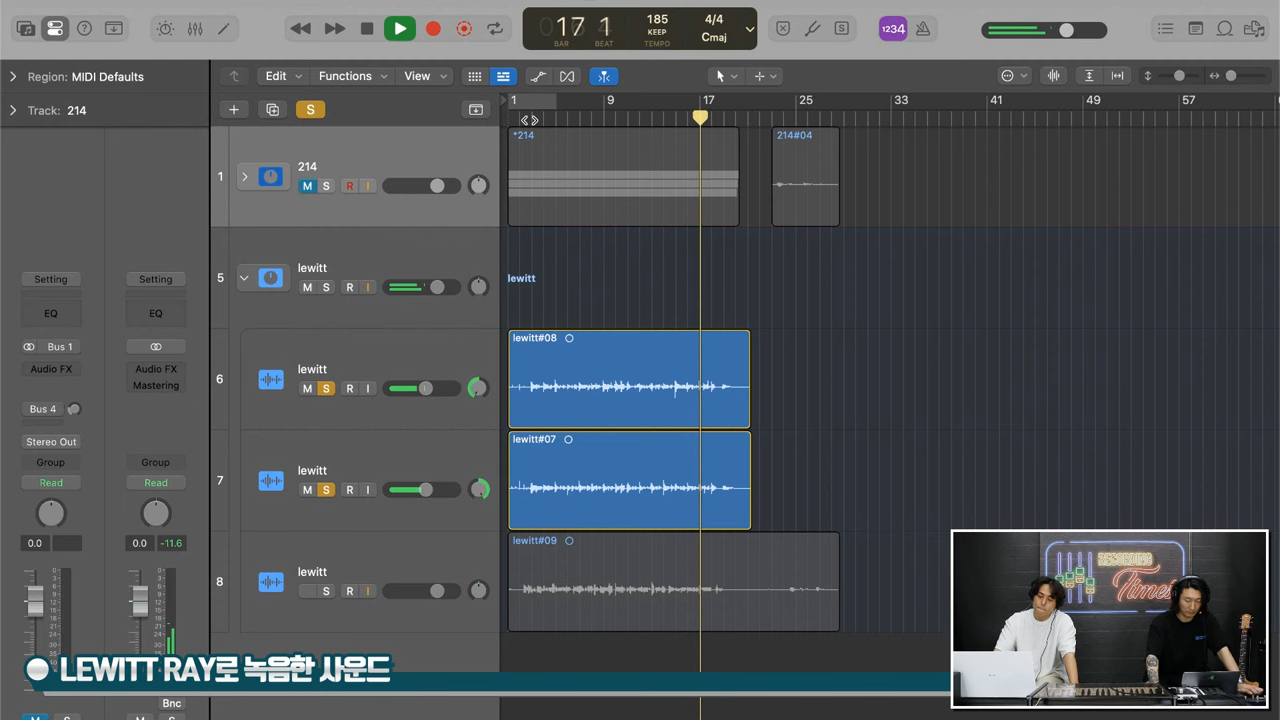 17 1
BAR BEAT
185
KEEP
TEMPO
4/4
Cmaj
1234
Region: MIDI Defaults
Edit Functions View
Track: 214
S
1 9 17 25 33 41 49 57
1
214
M S R I
*214
214#04
5
lewitt
M S R I
lewitt
6
lewitt
M S R I
lewitt#08
7
lewitt
M S R I
lewitt#07
8
lewitt
S R I
lewitt#09
Setting Setting
EQ EQ
Bus 1
Audio FX Audio FX
Mastering
Bus 4
Stereo Out
Group Group
Read Read
0.0 0.0 -11.6
Bnc
RECORDING
Times
LEWITT RAY로 녹음한 사운드